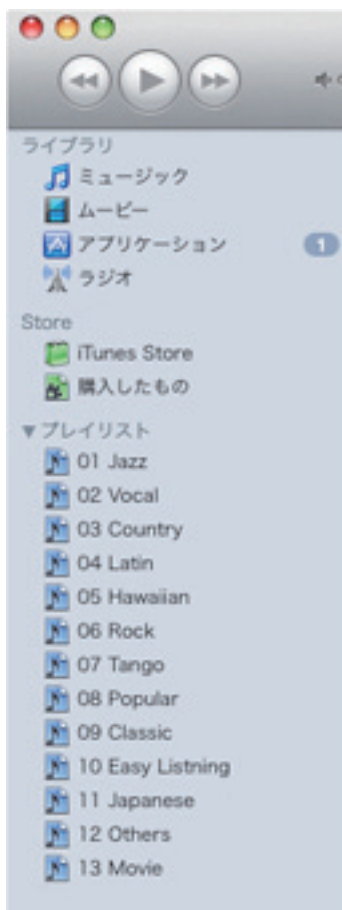 ライブラリ
ミュージック
ムービー
アプリケーション 1
ラジオ
Store
iTunes Store
購入したもの
プレイリスト
01 Jazz
02 Vocal
03 Country
04 Latin
05 Hawaiian
06 Rock
07 Tango
08 Popular
09 Classic
10 Easy Listning
11 Japanese
12 Others
13 Movie